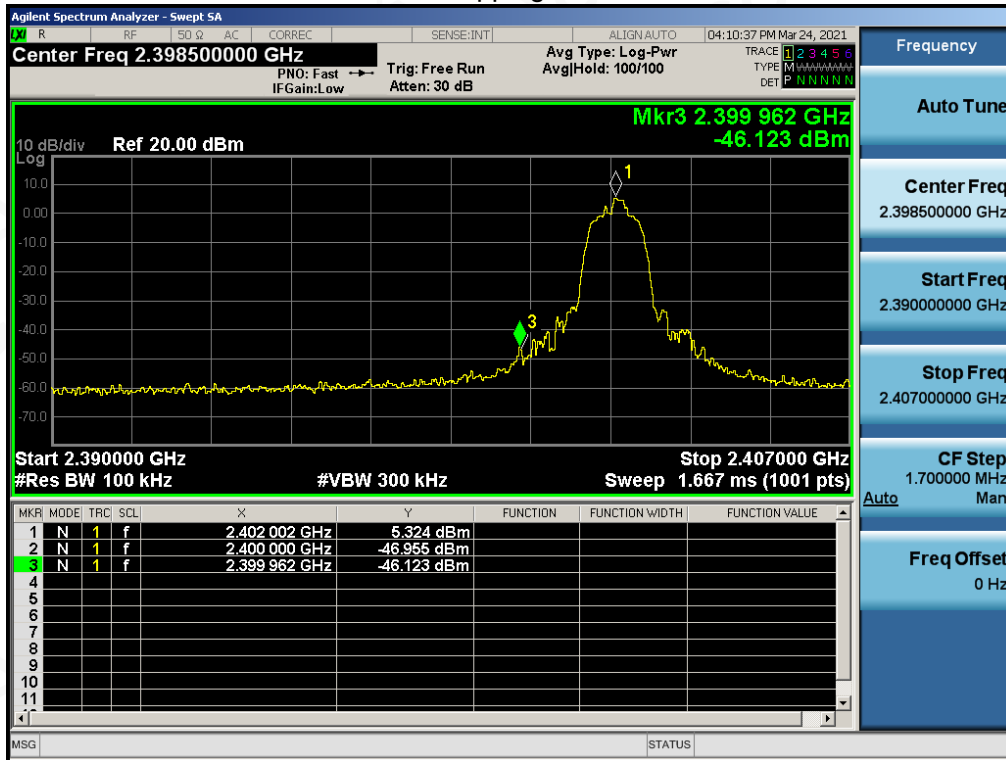 Agilent Spectrum Analyzer - Swept SA
LXI R RF 50 Ω AC CORREC SENSE:INT ALIGN AUTO 04:10:37 PM Mar 24, 2021
Center Freq 2.398500000 GHz
PNO: Fast
IFGain:Low
Trig: Free Run
Atten: 30 dB
Avg Type: Log-Pwr
Avg|Hold: 100/100
TRACE 1 2 3 4 5 6
TYPE M WWWWW
DET P N N N N N
Mkr3 2.399 962 GHz
-46.123 dBm
10 dB/div Ref 20.00 dBm
Log
10.0
0.00
-10.0
-20.0
-30.0
-40.0
-50.0
-60.0
-70.0
1
3
Start 2.390000 GHz Stop 2.407000 GHz
#Res BW 100 kHz #VBW 300 kHz Sweep 1.667 ms (1001 pts)
MKR MODE TRC SCL X Y FUNCTION FUNCTION WIDTH FUNCTION VALUE
1 N 1 f 2.402 002 GHz 5.324 dBm
2 N 1 f 2.400 000 GHz -46.955 dBm
3 N 1 f 2.399 962 GHz -46.123 dBm
4
5
6
7
8
9
10
11
MSG STATUS
Frequency
Auto Tune
Center Freq
2.398500000 GHz
Start Freq
2.390000000 GHz
Stop Freq
2.407000000 GHz
CF Step
1.700000 MHz
Auto Man
Freq Offset
0 Hz